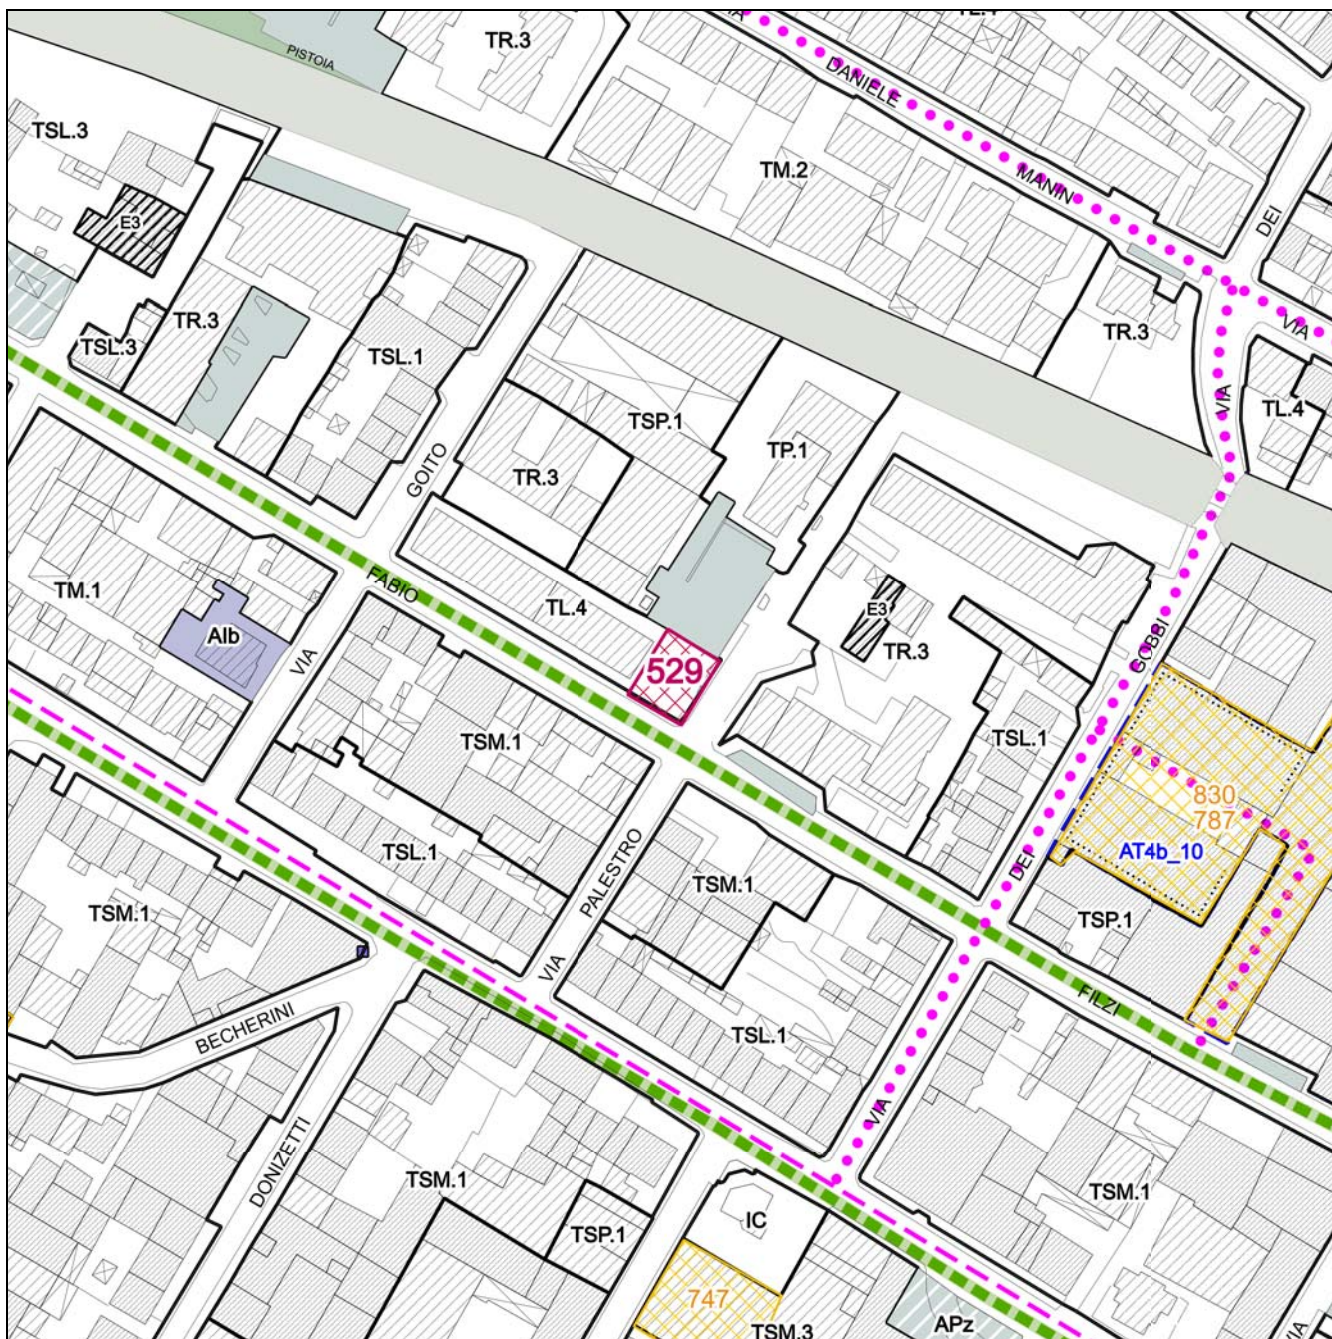 TR.3
PISTOIA
DANIELE
MANIN
DEI
TSL.3
TM.2
E3
TR.3
TSL.3
TSL.1
TR.3
VIA
VIA
TL.4
TSP.1
TP.1
GOITO
TR.3
FABIO
TL.4
TM.1
Alb
VIA
E3
TR.3
GOBBI
529
TSM.1
TSL.1
830
787
AT4b_10
DEI
TSL.1
PALESTRO
TSM.1
TSP.1
TSM.1
VIA
FILZI
BECHERINI
TSL.1
VIA
DONIZETTI
TSM.1
TSM.1
TSP.1
IC
747
TSM.3
APz